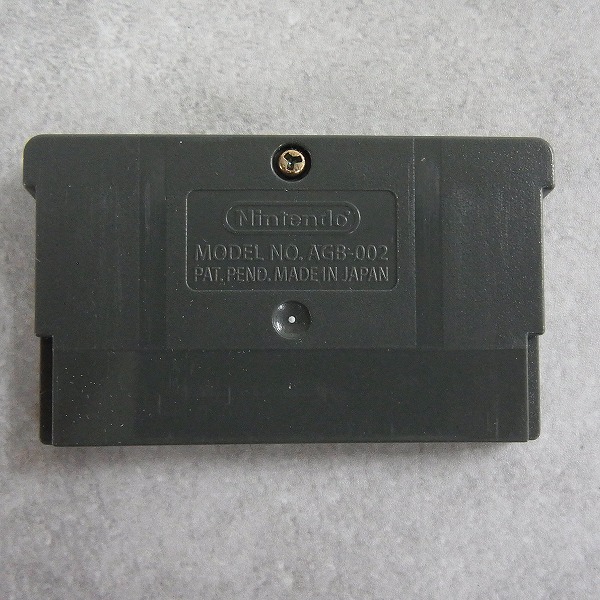 Nintendo
MODEL NO. AGB-002
PAT. PEND. MADE IN JAPAN